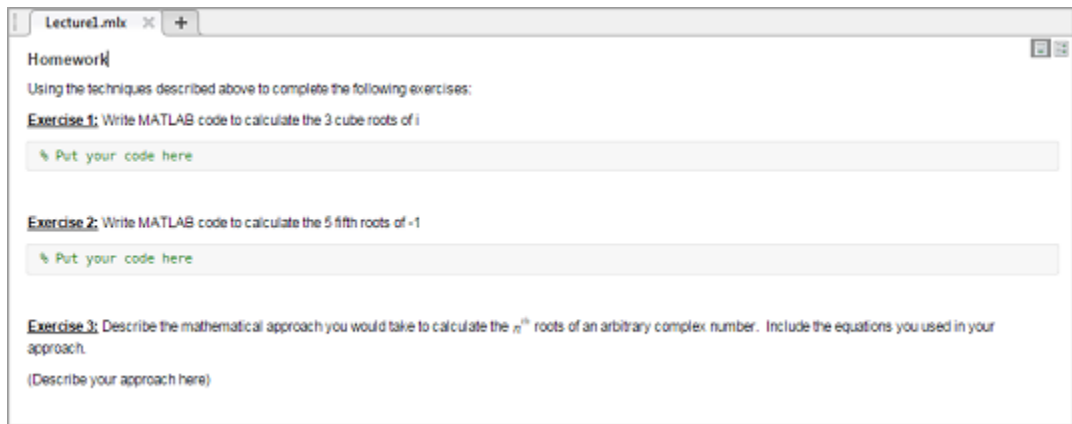 Lecture1.mlx
Homework
Using the techniques described above to complete the following exercises:
Exercise 1: Write MATLAB code to calculate the 3 cube roots of i
% Put your code here
Exercise 2: Write MATLAB code to calculate the 5 fifth roots of -1
% Put your code here
Exercise 3: Describe the mathematical approach you would take to calculate the nᵗʰ roots of an arbitrary complex number. Include the equations you used in your
approach.
(Describe your approach here)